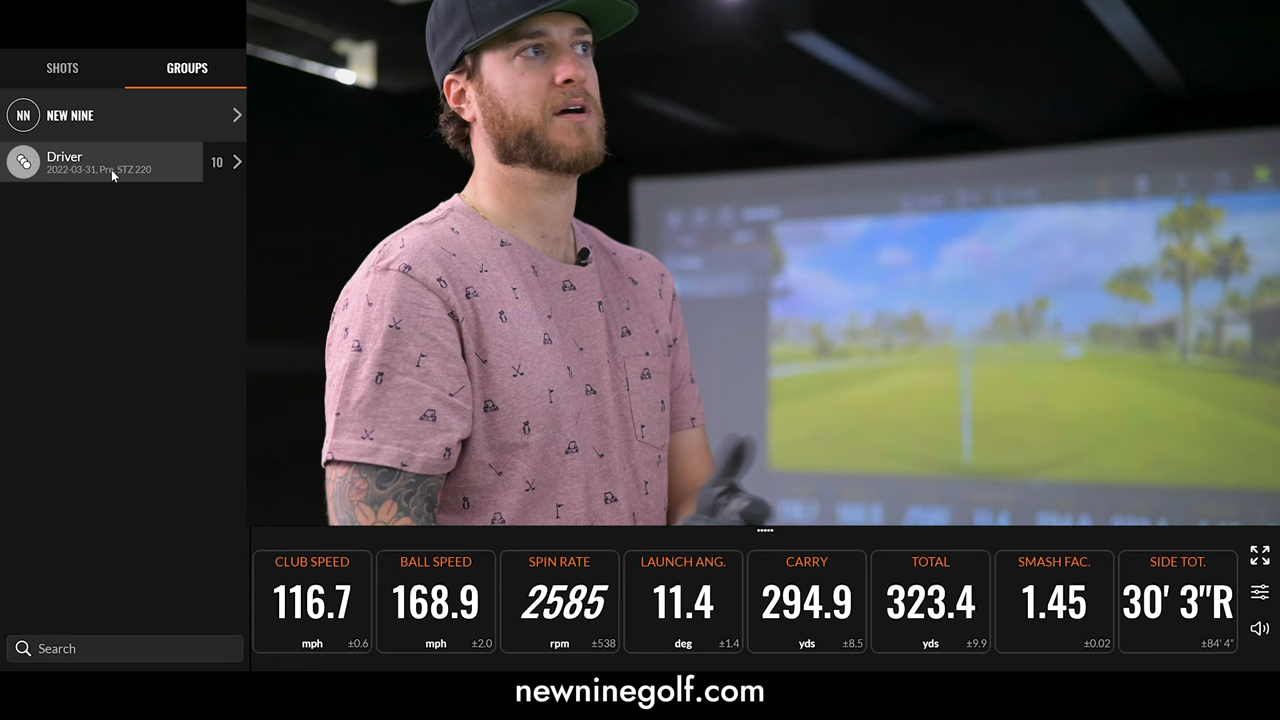 SHOTS
GROUPS
NN
NEW NINE
Driver
2022-03-31, Pre STZ 220
10
Search
CLUB SPEED
116.7
mph
±0.6
BALL SPEED
168.9
mph
±2.0
SPIN RATE
2585
rpm
±538
LAUNCH ANG.
11.4
deg
±1.4
CARRY
294.9
yds
±8.5
TOTAL
323.4
yds
±9.9
SMASH FAC.
1.45
±0.02
SIDE TOT.
30' 3"R
±84' 4"
newninegolf.com